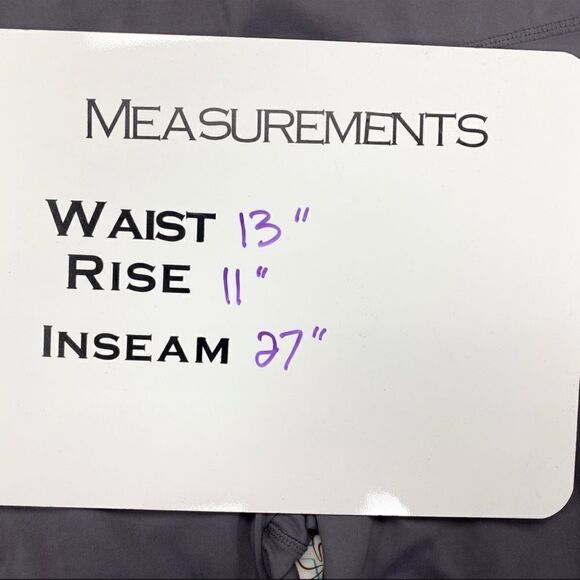 MEASUREMENTS
WAIST 13"
RISE 11"
INSEAM 27"